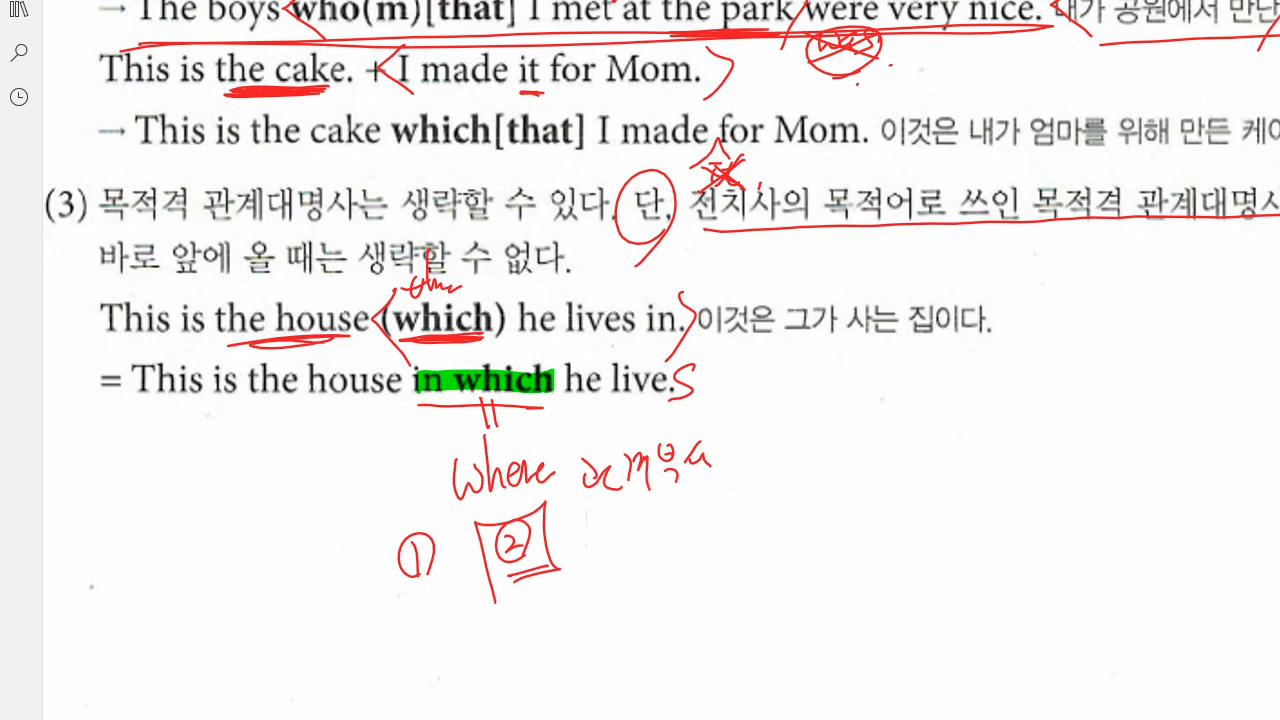 → The boys who(m)[that] I met at the park were very nice. 내가 공원에서 만난
This is the cake. + I made it for Mom.
→ This is the cake which[that] I made for Mom. 이것은 내가 엄마를 위해 만든 케이
(3) 목적격 관계대명사는 생략할 수 있다. 단, 전치사의 목적어로 쓰인 목적격 관계대명사
바로 앞에 올 때는 생략할 수 없다.
This is the house (which) he lives in. 이것은 그가 사는 집이다.
= This is the house in which he live.s
where
① ②